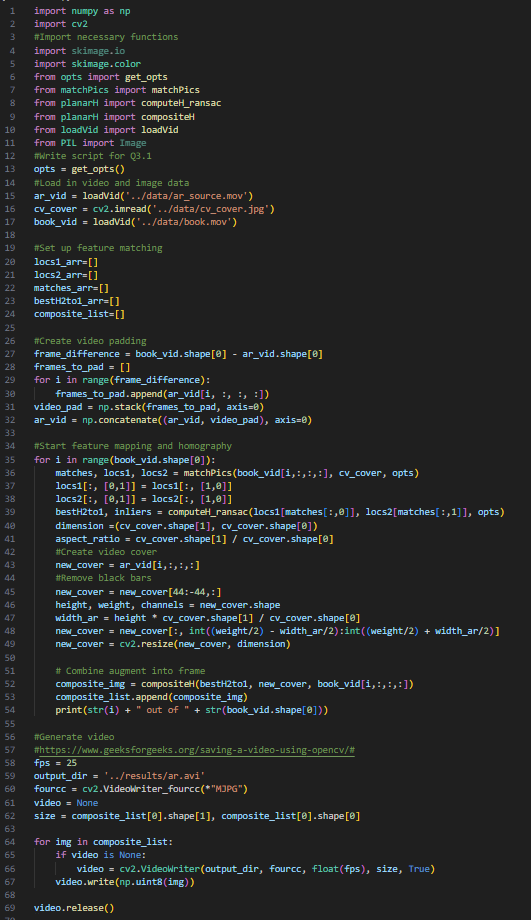 1 import numpy as np
2 import cv2
3 #Import necessary functions
4 import skimage.io
5 import skimage.color
6 from opts import get_opts
7 from matchPics import matchPics
8 from planarH import computeH_ransac
9 from planarH import compositeH
10 from loadVid import loadVid
11 from PIL import Image
12 #Write script for Q3.1
13 opts = get_opts()
14 #Load in video and image data
15 ar_vid = loadVid('../data/ar_source.mov')
16 cv_cover = cv2.imread('../data/cv_cover.jpg')
17 book_vid = loadVid('../data/book.mov')
18
19 #Set up feature matching
20 locs1_arr=[]
21 locs2_arr=[]
22 matches_arr=[]
23 bestH2to1_arr=[]
24 composite_list=[]
25
26 #Create video padding
27 frame_difference = book_vid.shape[0] - ar_vid.shape[0]
28 frames_to_pad = []
29 for i in range(frame_difference):
30     frames_to_pad.append(ar_vid[i, :, :, :])
31 video_pad = np.stack(frames_to_pad, axis=0)
32 ar_vid = np.concatenate((ar_vid, video_pad), axis=0)
33
34 #Start feature mapping and homography
35 for i in range(book_vid.shape[0]):
36     matches, locs1, locs2 = matchPics(book_vid[i,:,:,:], cv_cover, opts)
37     locs1[:, [0,1]] = locs1[:, [1,0]]
38     locs2[:, [0,1]] = locs2[:, [1,0]]
39     bestH2to1, inliers = computeH_ransac(locs1[matches[:,0]], locs2[matches[:,1]], opts)
40     dimension =(cv_cover.shape[1], cv_cover.shape[0])
41     aspect_ratio = cv_cover.shape[1] / cv_cover.shape[0]
42     #Create video cover
43     new_cover = ar_vid[i,:,:,:]
44     #Remove black bars
45     new_cover = new_cover[44:-44,:]
46     height, weight, channels = new_cover.shape
47     width_ar = height * cv_cover.shape[1] / cv_cover.shape[0]
48     new_cover = new_cover[:, int((weight/2) - width_ar/2):int((weight/2) + width_ar/2)]
49     new_cover = cv2.resize(new_cover, dimension)
50
51     # Combine augment into frame
52     composite_img = compositeH(bestH2to1, new_cover, book_vid[i,:,:,:])
53     composite_list.append(composite_img)
54     print(str(i) + " out of " + str(book_vid.shape[0]))
55
56 #Generate video
57 #https://www.geeksforgeeks.org/saving-a-video-using-opencv/#
58 fps = 25
59 output_dir = '../results/ar.avi'
60 fourcc = cv2.VideoWriter_fourcc(*"MJPG")
61 video = None
62 size = composite_list[0].shape[1], composite_list[0].shape[0]
63
64 for img in composite_list:
65     if video is None:
66         video = cv2.VideoWriter(output_dir, fourcc, float(fps), size, True)
67     video.write(np.uint8(img))
68
69 video.release()